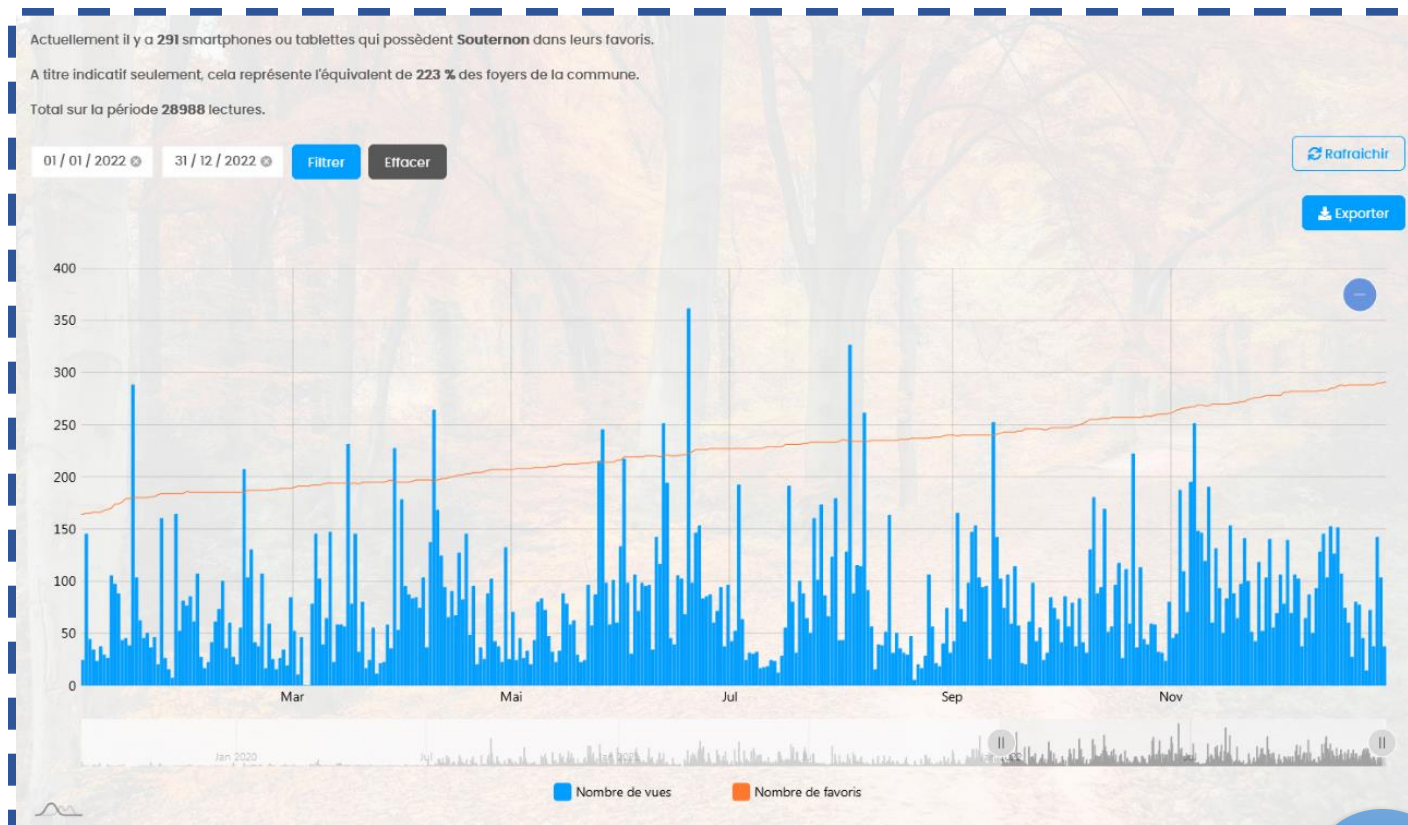 Actuellement il y a 291 smartphones ou tablettes qui possèdent Souternon dans leurs favoris.
A titre indicatif seulement, cela représente l'équivalent de 223 % des foyers de la commune.
Total sur la période 28988 lectures.
01 / 01 / 2022
31 / 12 / 2022
Filtrer
Effacer
Rafraichir
Exporter
400
350
300
250
200
150
100
50
0
Mar
Mai
Jul
Sep
Nov
Jan 2020
Jul
Nombre de vues
Nombre de favoris